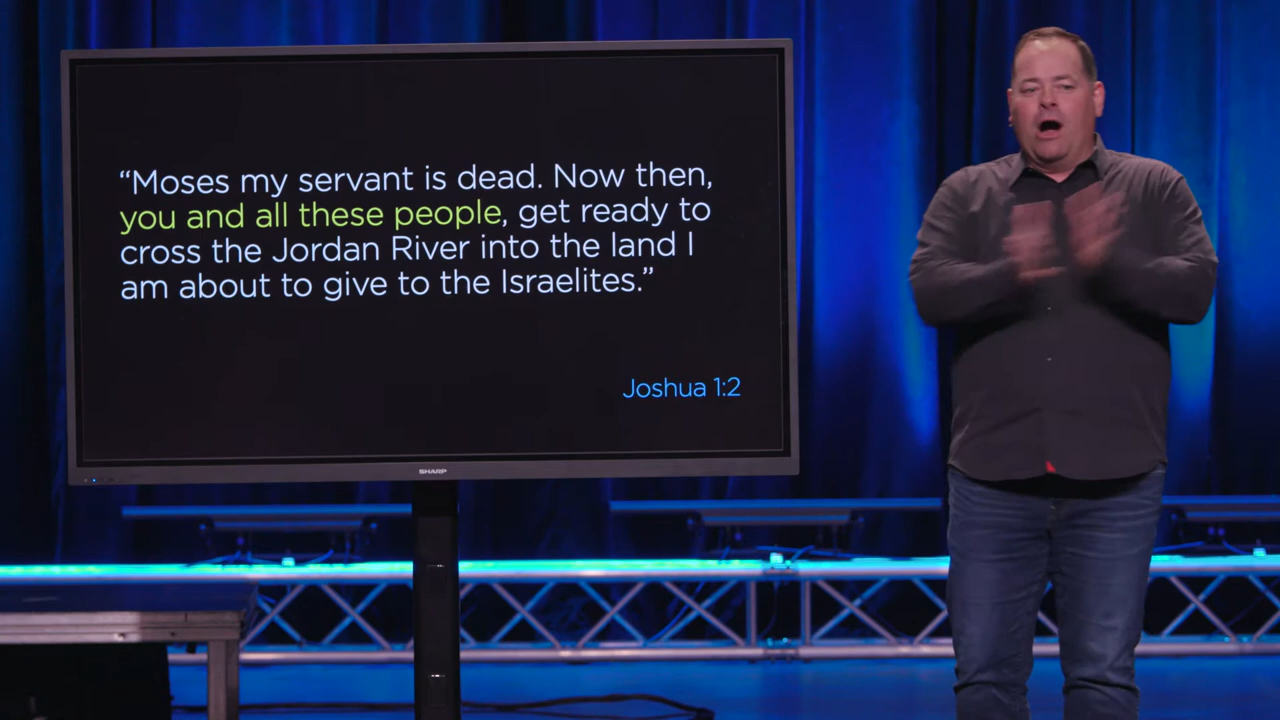 “Moses my servant is dead. Now then,
you and all these people, get ready to
cross the Jordan River into the land I
am about to give to the Israelites.”
Joshua 1:2
SHARP